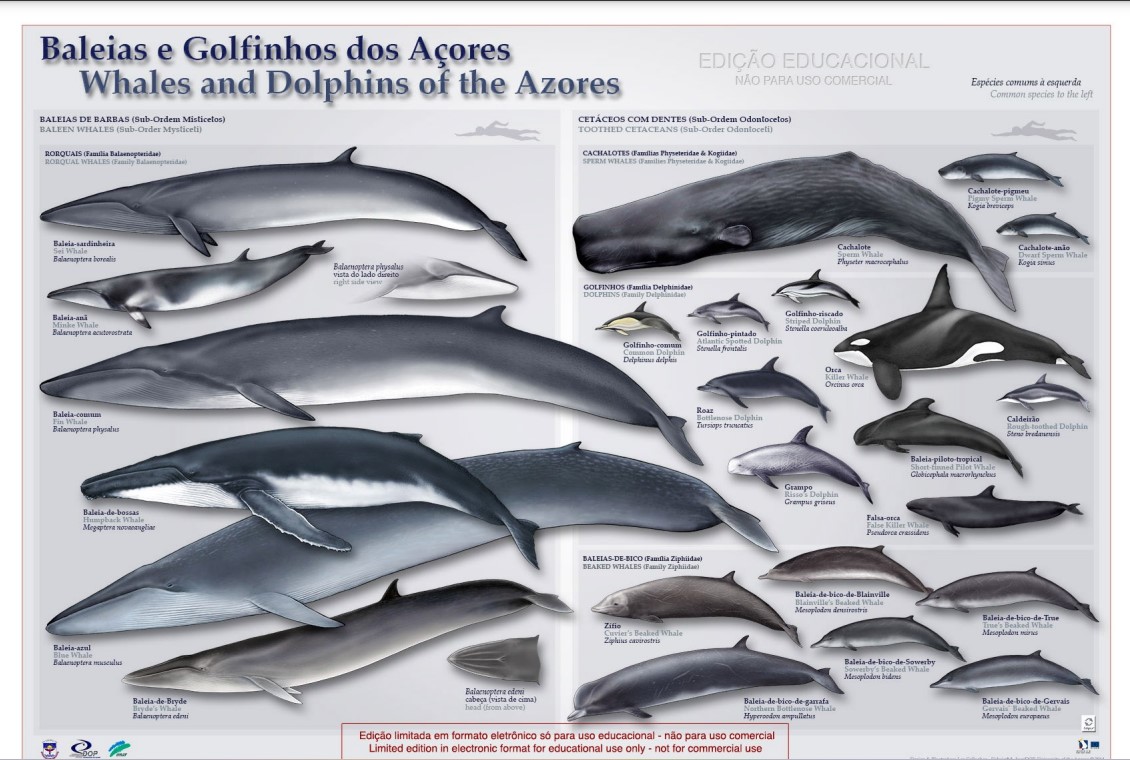 Baleias e Golfinhos dos Açores
Whales and Dolphins of the Azores
EDIÇÃO EDUCACIONAL
NÃO PARA USO COMERCIAL
Espécies comuns à esquerda
Common species to the left
BALEIAS DE BARBAS (Sub-Ordem Misticelos)
BALEEN WHALES (Sub-Order Mysticeli)
RORQUAIS (Família Balaenopteridae)
RORQUAL WHALES (Family Balaenopteridae)
Baleia-sardinheira
Sei Whale
Balaenoptera borealis
Baleia-anã
Minke Whale
Balaenoptera acutorostrata
Balaenoptera physalus
vista do lado direito
right side view
Baleia-comum
Fin Whale
Balaenoptera physalus
Baleia-de-bossas
Humpback Whale
Megaptera novaeangliae
Baleia-azul
Blue Whale
Balaenoptera musculus
Baleia-de-Bryde
Bryde's Whale
Balaenoptera edeni
Balaenoptera edeni
cabeça (vista de cima)
head (from above)
CETÁCEOS COM DENTES (Sub-Ordem Odontocelos)
TOOTHED CETACEANS (Sub-Order Odontoceli)
CACHALOTES (Famílias Physeteridae & Kogiidae)
SPERM WHALES (Families Physeteridae & Kogiidae)
Cachalote
Sperm Whale
Physeter macrocephalus
Cachalote-pigmeu
Pigmy Sperm Whale
Kogia breviceps
Cachalote-anão
Dwarf Sperm Whale
Kogia simus
GOLFINHOS (Família Delphinidae)
DOLPHINS (Family Delphinidae)
Golfinho-comum
Common Dolphin
Delphinus delphis
Golfinho-pintado
Atlantic Spotted Dolphin
Stenella frontalis
Golfinho-riscado
Striped Dolphin
Stenella coeruleoalba
Orca
Killer Whale
Orcinus orca
Roaz
Bottlenose Dolphin
Tursiops truncatus
Caldeirão
Rough-toothed Dolphin
Steno bredanensis
Baleia-piloto-tropical
Short-finned Pilot Whale
Globicephala macrorhynchus
Grampo
Risso's Dolphin
Grampus griseus
Falsa-orca
False Killer Whale
Pseudorca crassidens
BALEIAS-DE-BICO (Família Ziphiidae)
BEAKED WHALES (Family Ziphiidae)
Zífio
Cuvier's Beaked Whale
Ziphius cavirostris
Baleia-de-bico-de-Blainville
Blainville's Beaked Whale
Mesoplodon densirostris
Baleia-de-bico-de-True
True's Beaked Whale
Mesoplodon mirus
Baleia-de-bico-de-Sowerby
Sowerby's Beaked Whale
Mesoplodon bidens
Baleia-de-bico-de-garrafa
Northern Bottlenose Whale
Hyperoodon ampullatus
Baleia-de-bico-de-Gervais
Gervais' Beaked Whale
Mesoplodon europaeus
Edição limitada em formato eletrônico só para uso educacional - não para uso comercial
Limited edition in electronic format for educational use only - not for commercial use